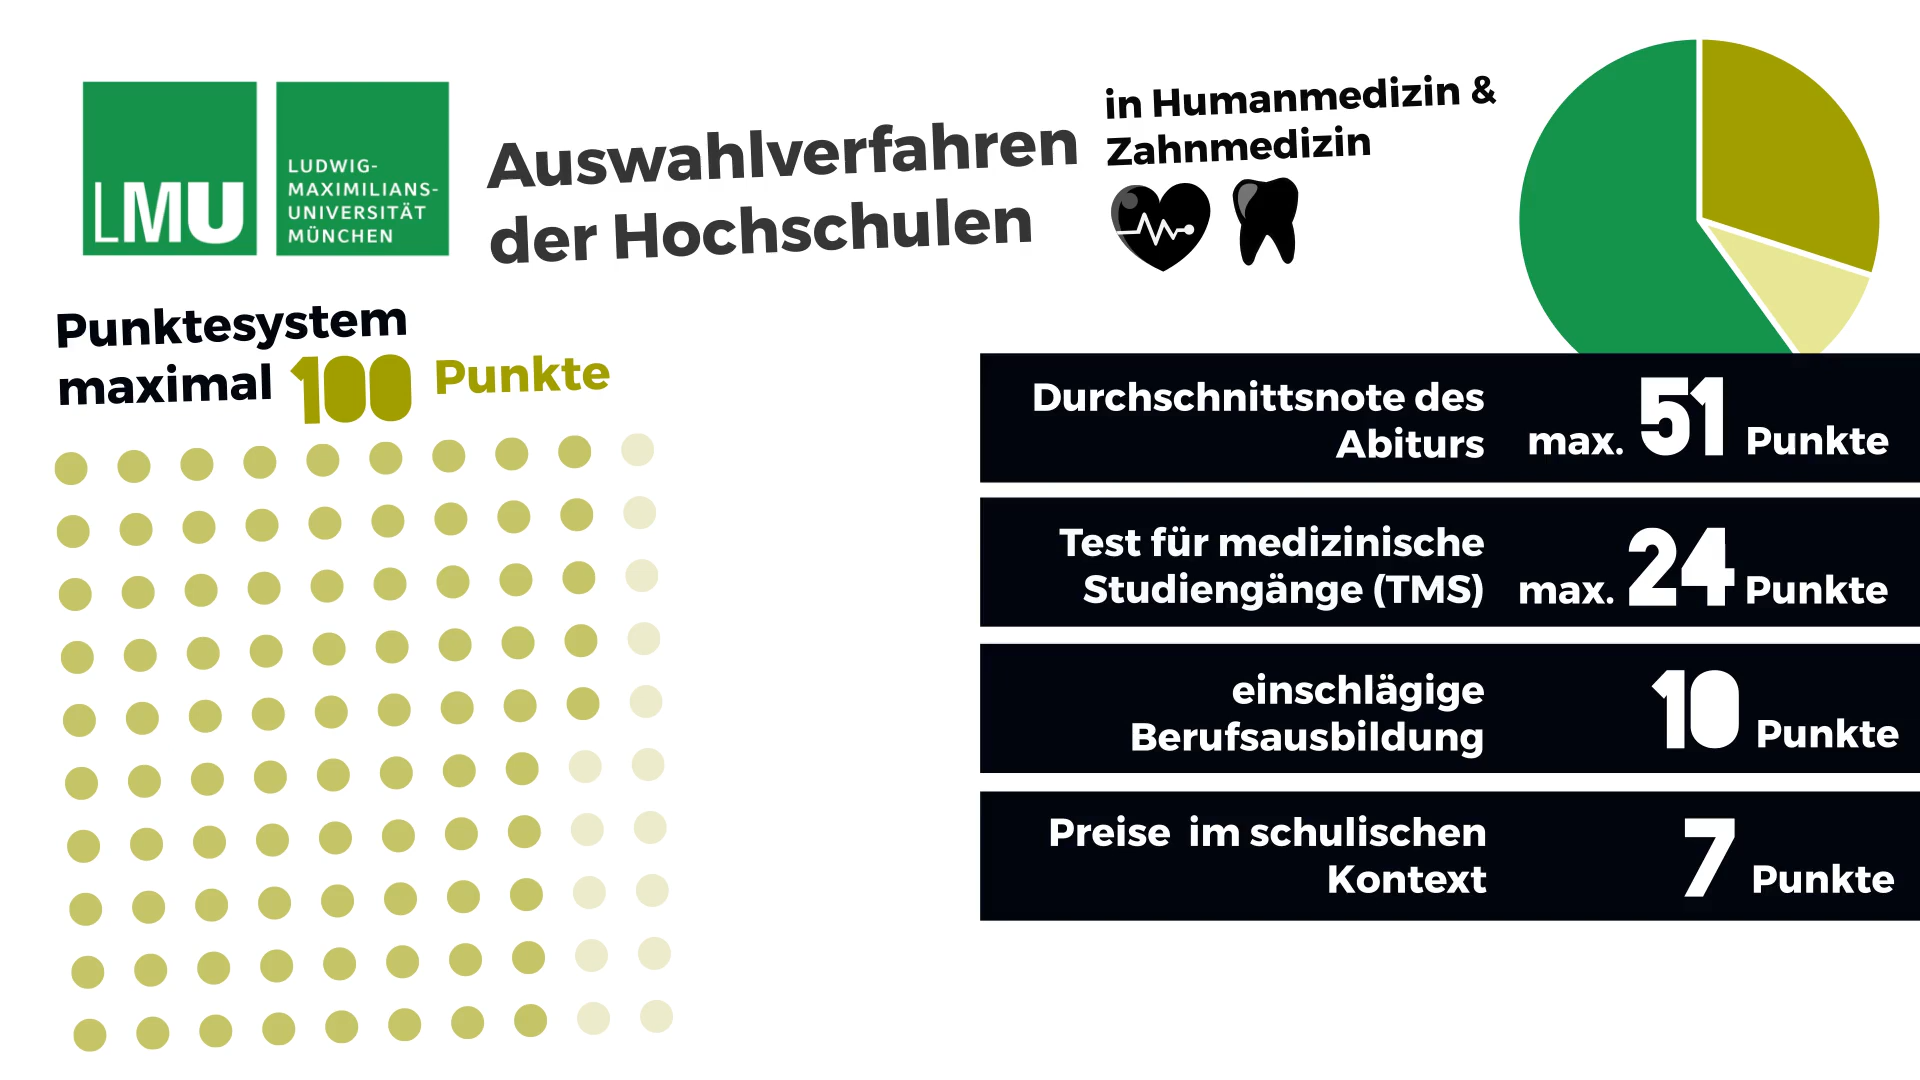 LMU
LUDWIG-
MAXIMILIANS-
UNIVERSITÄT
MÜNCHEN
Auswahlverfahren
der Hochschulen
in Humanmedizin &
Zahnmedizin
Punktesystem
maximal 100 Punkte
Durchschnittsnote des
Abiturs max. 51 Punkte
Test für medizinische
Studiengänge (TMS) max. 24 Punkte
einschlägige
Berufsausbildung 10 Punkte
Preise im schulischen
Kontext 7 Punkte